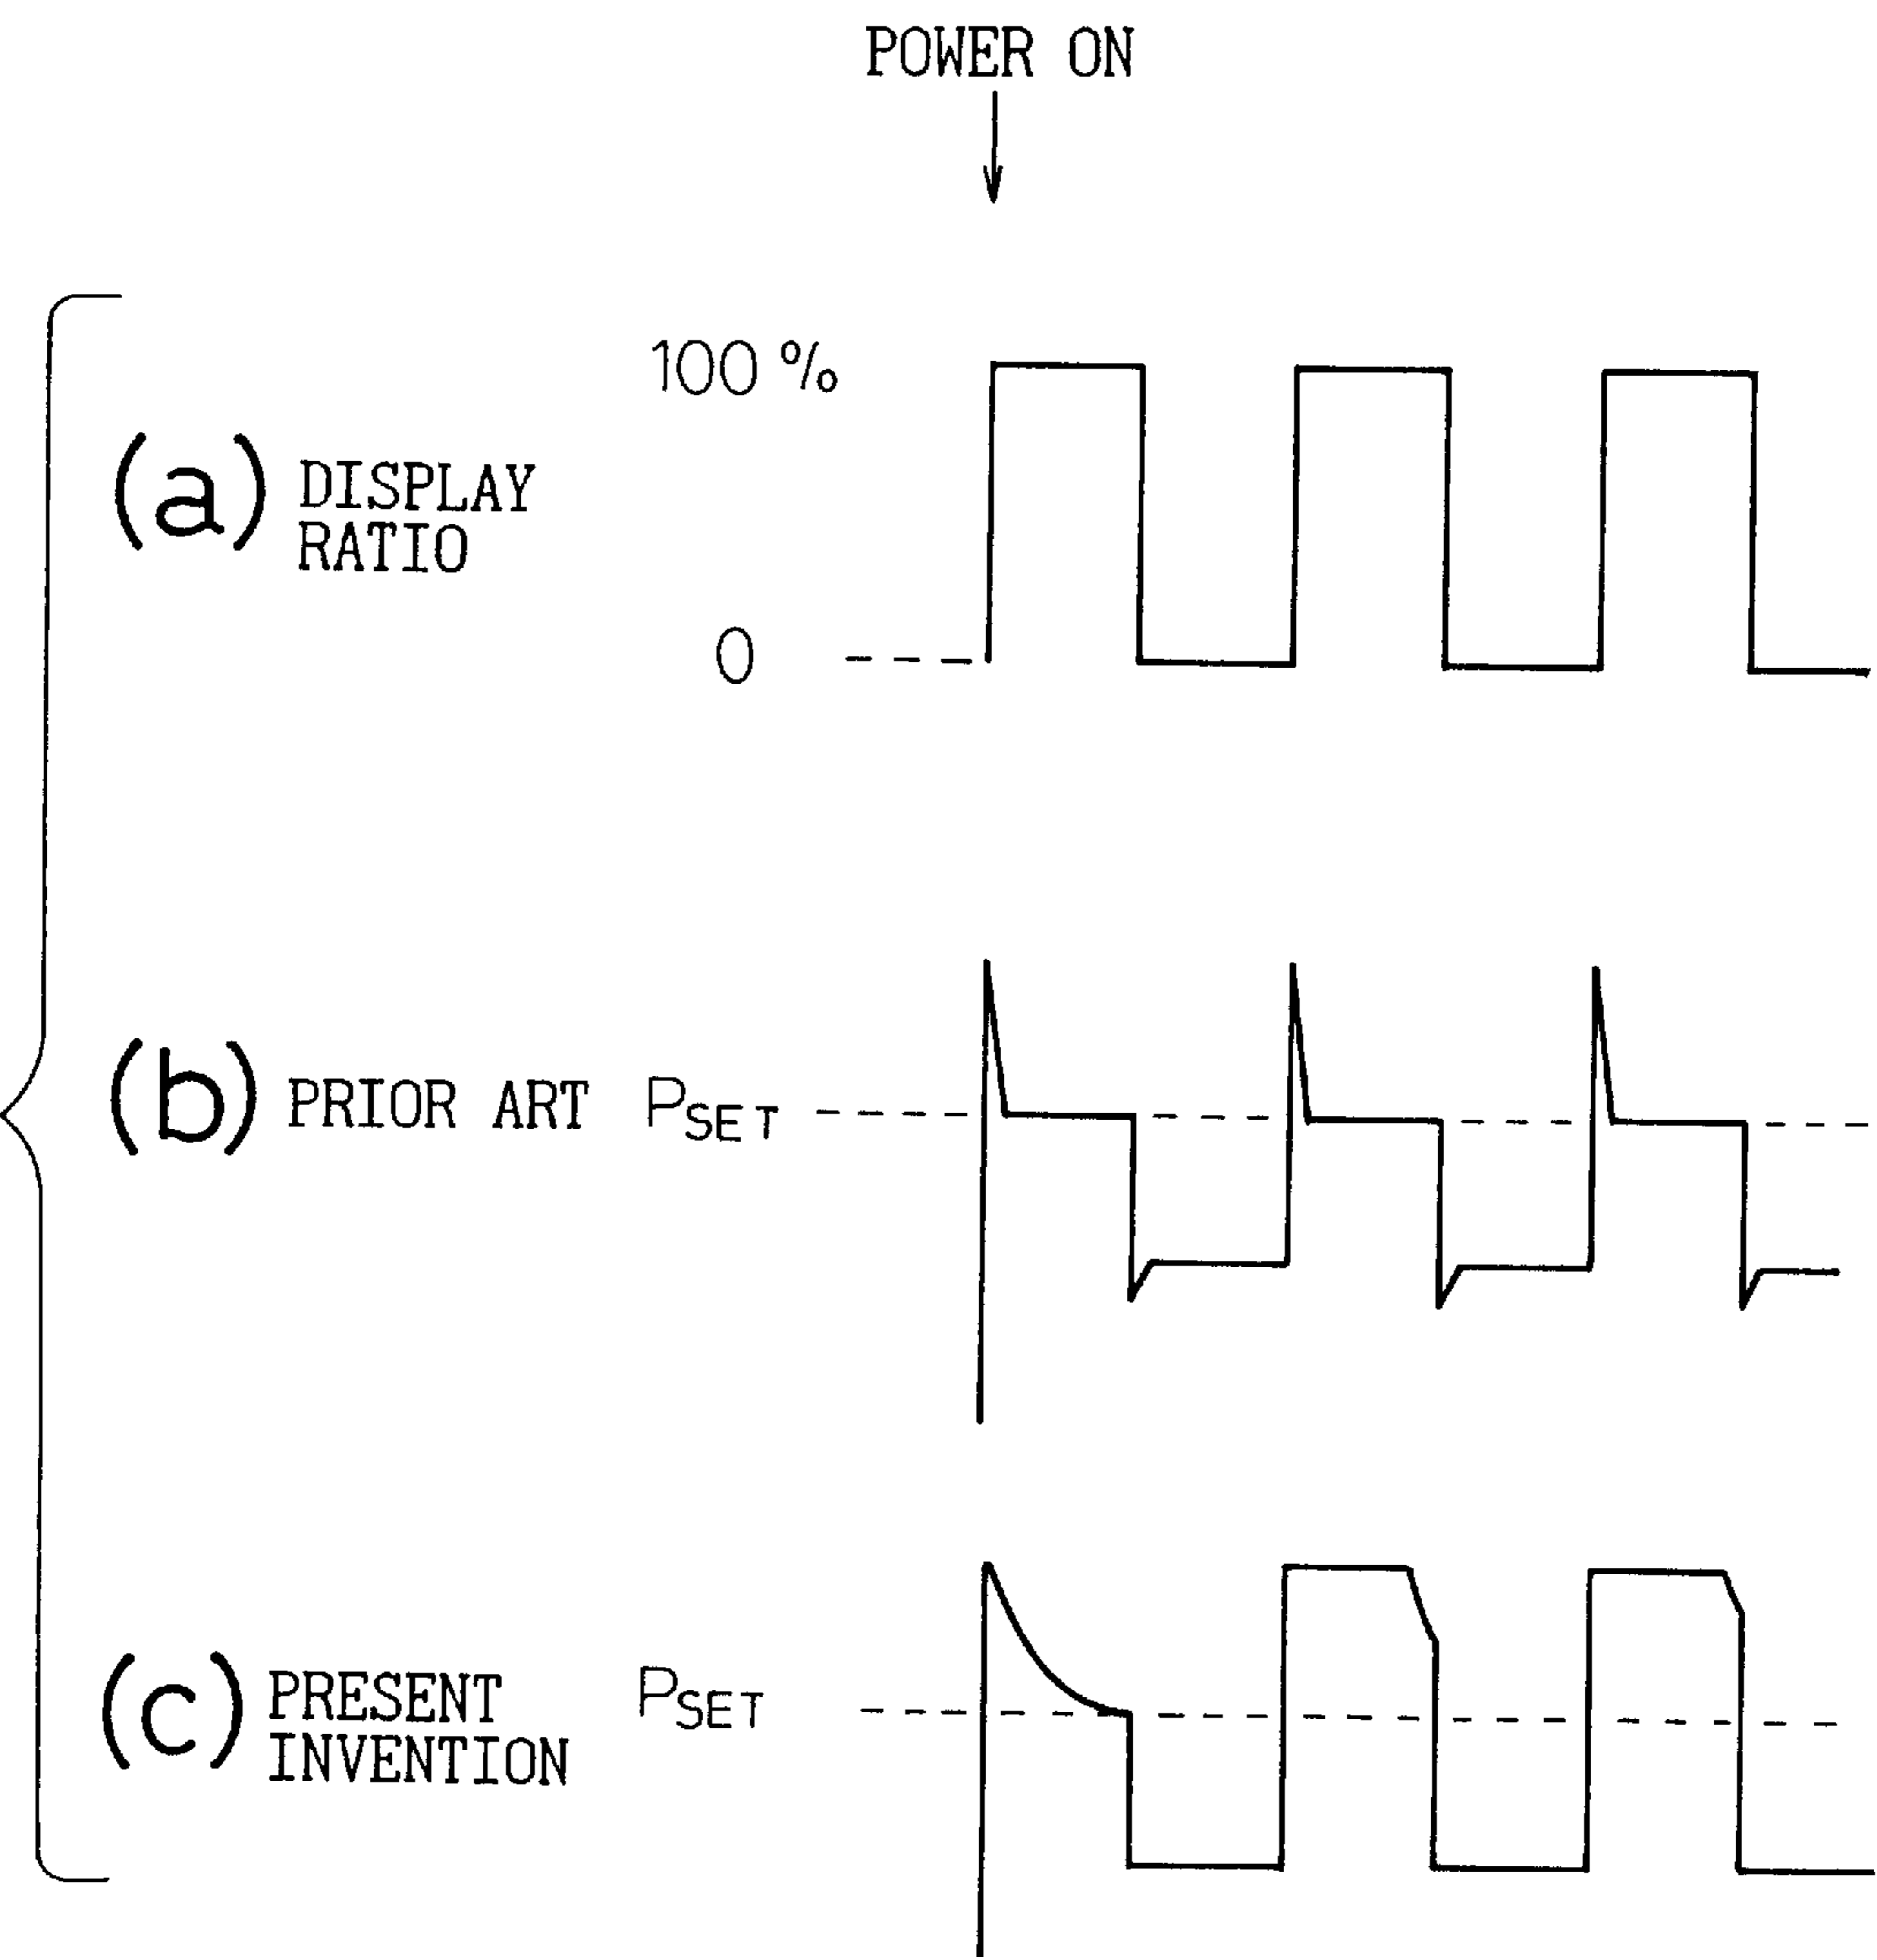 POWER ON
100 %
(a) DISPLAY
RATIO
0
(b) PRIOR ART PSET
(c) PRESENT
INVENTION
PSET